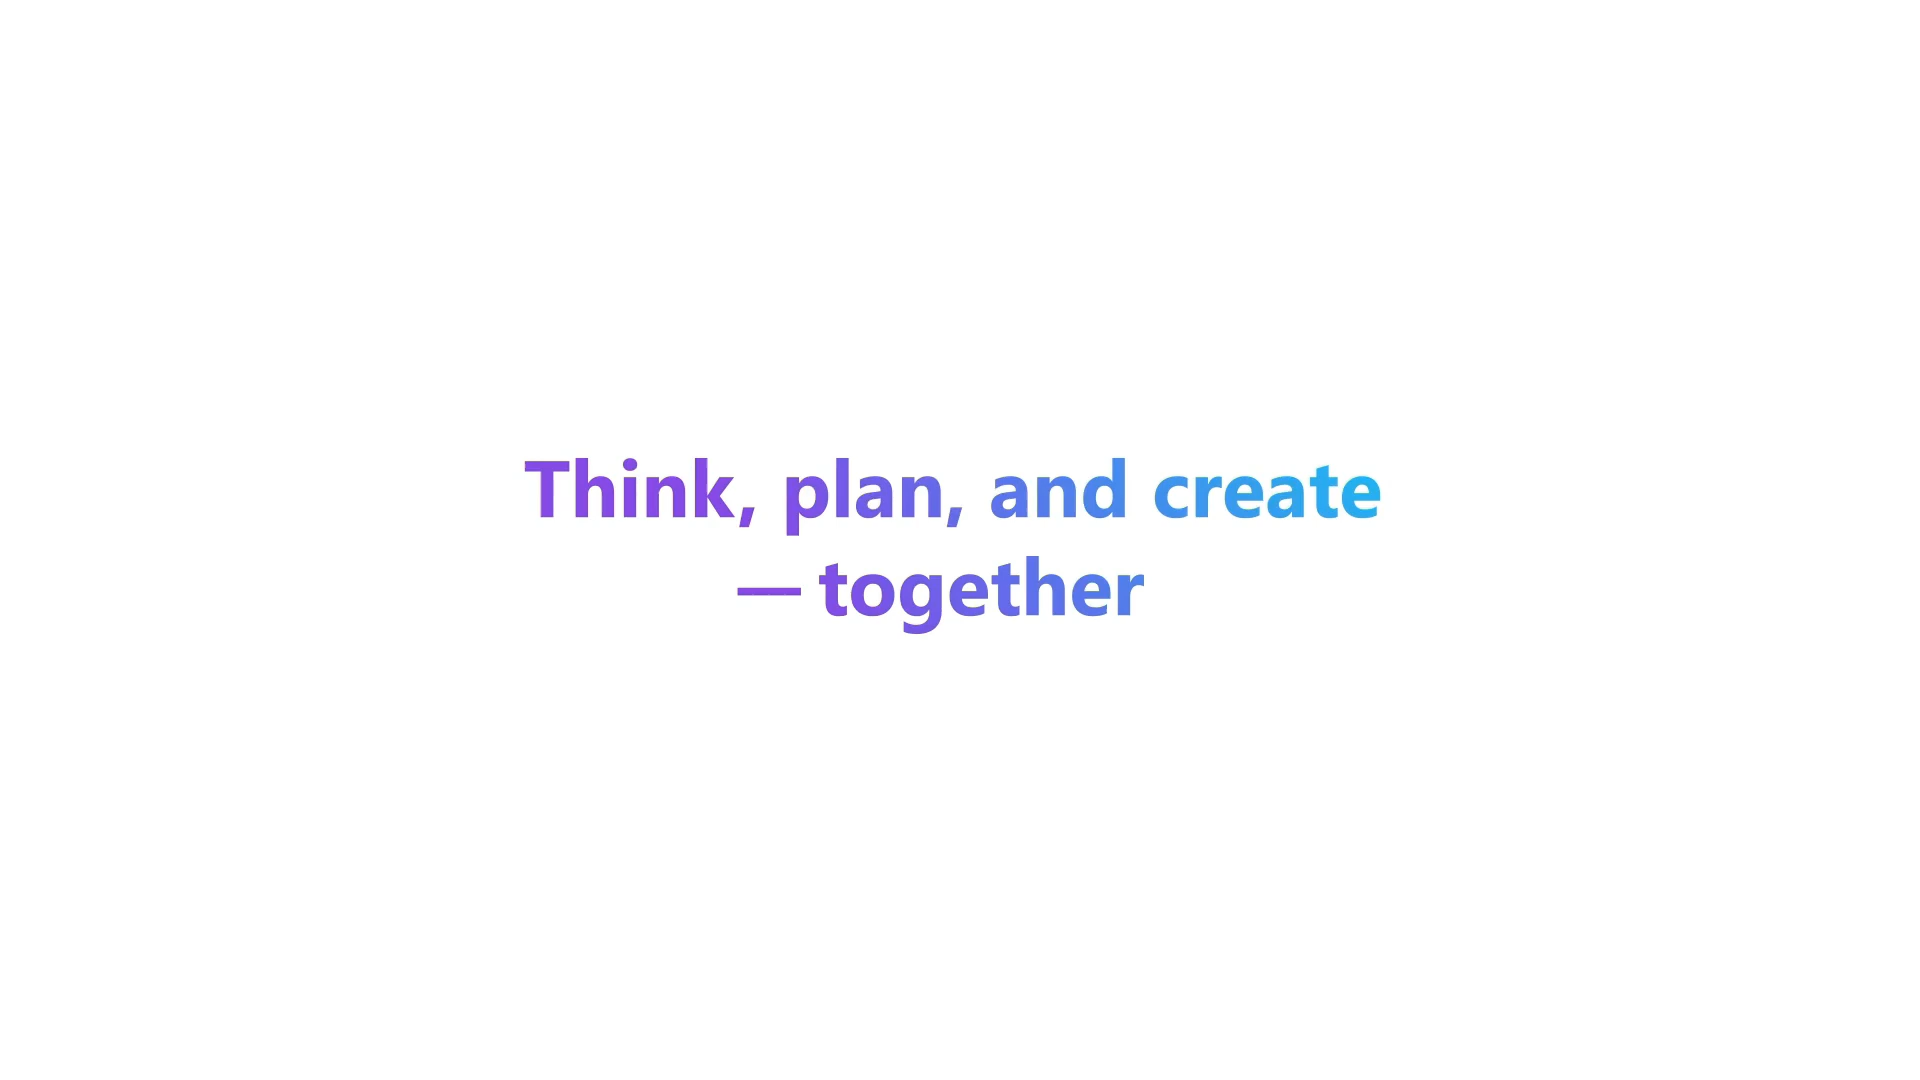 Think, plan, and create
— together